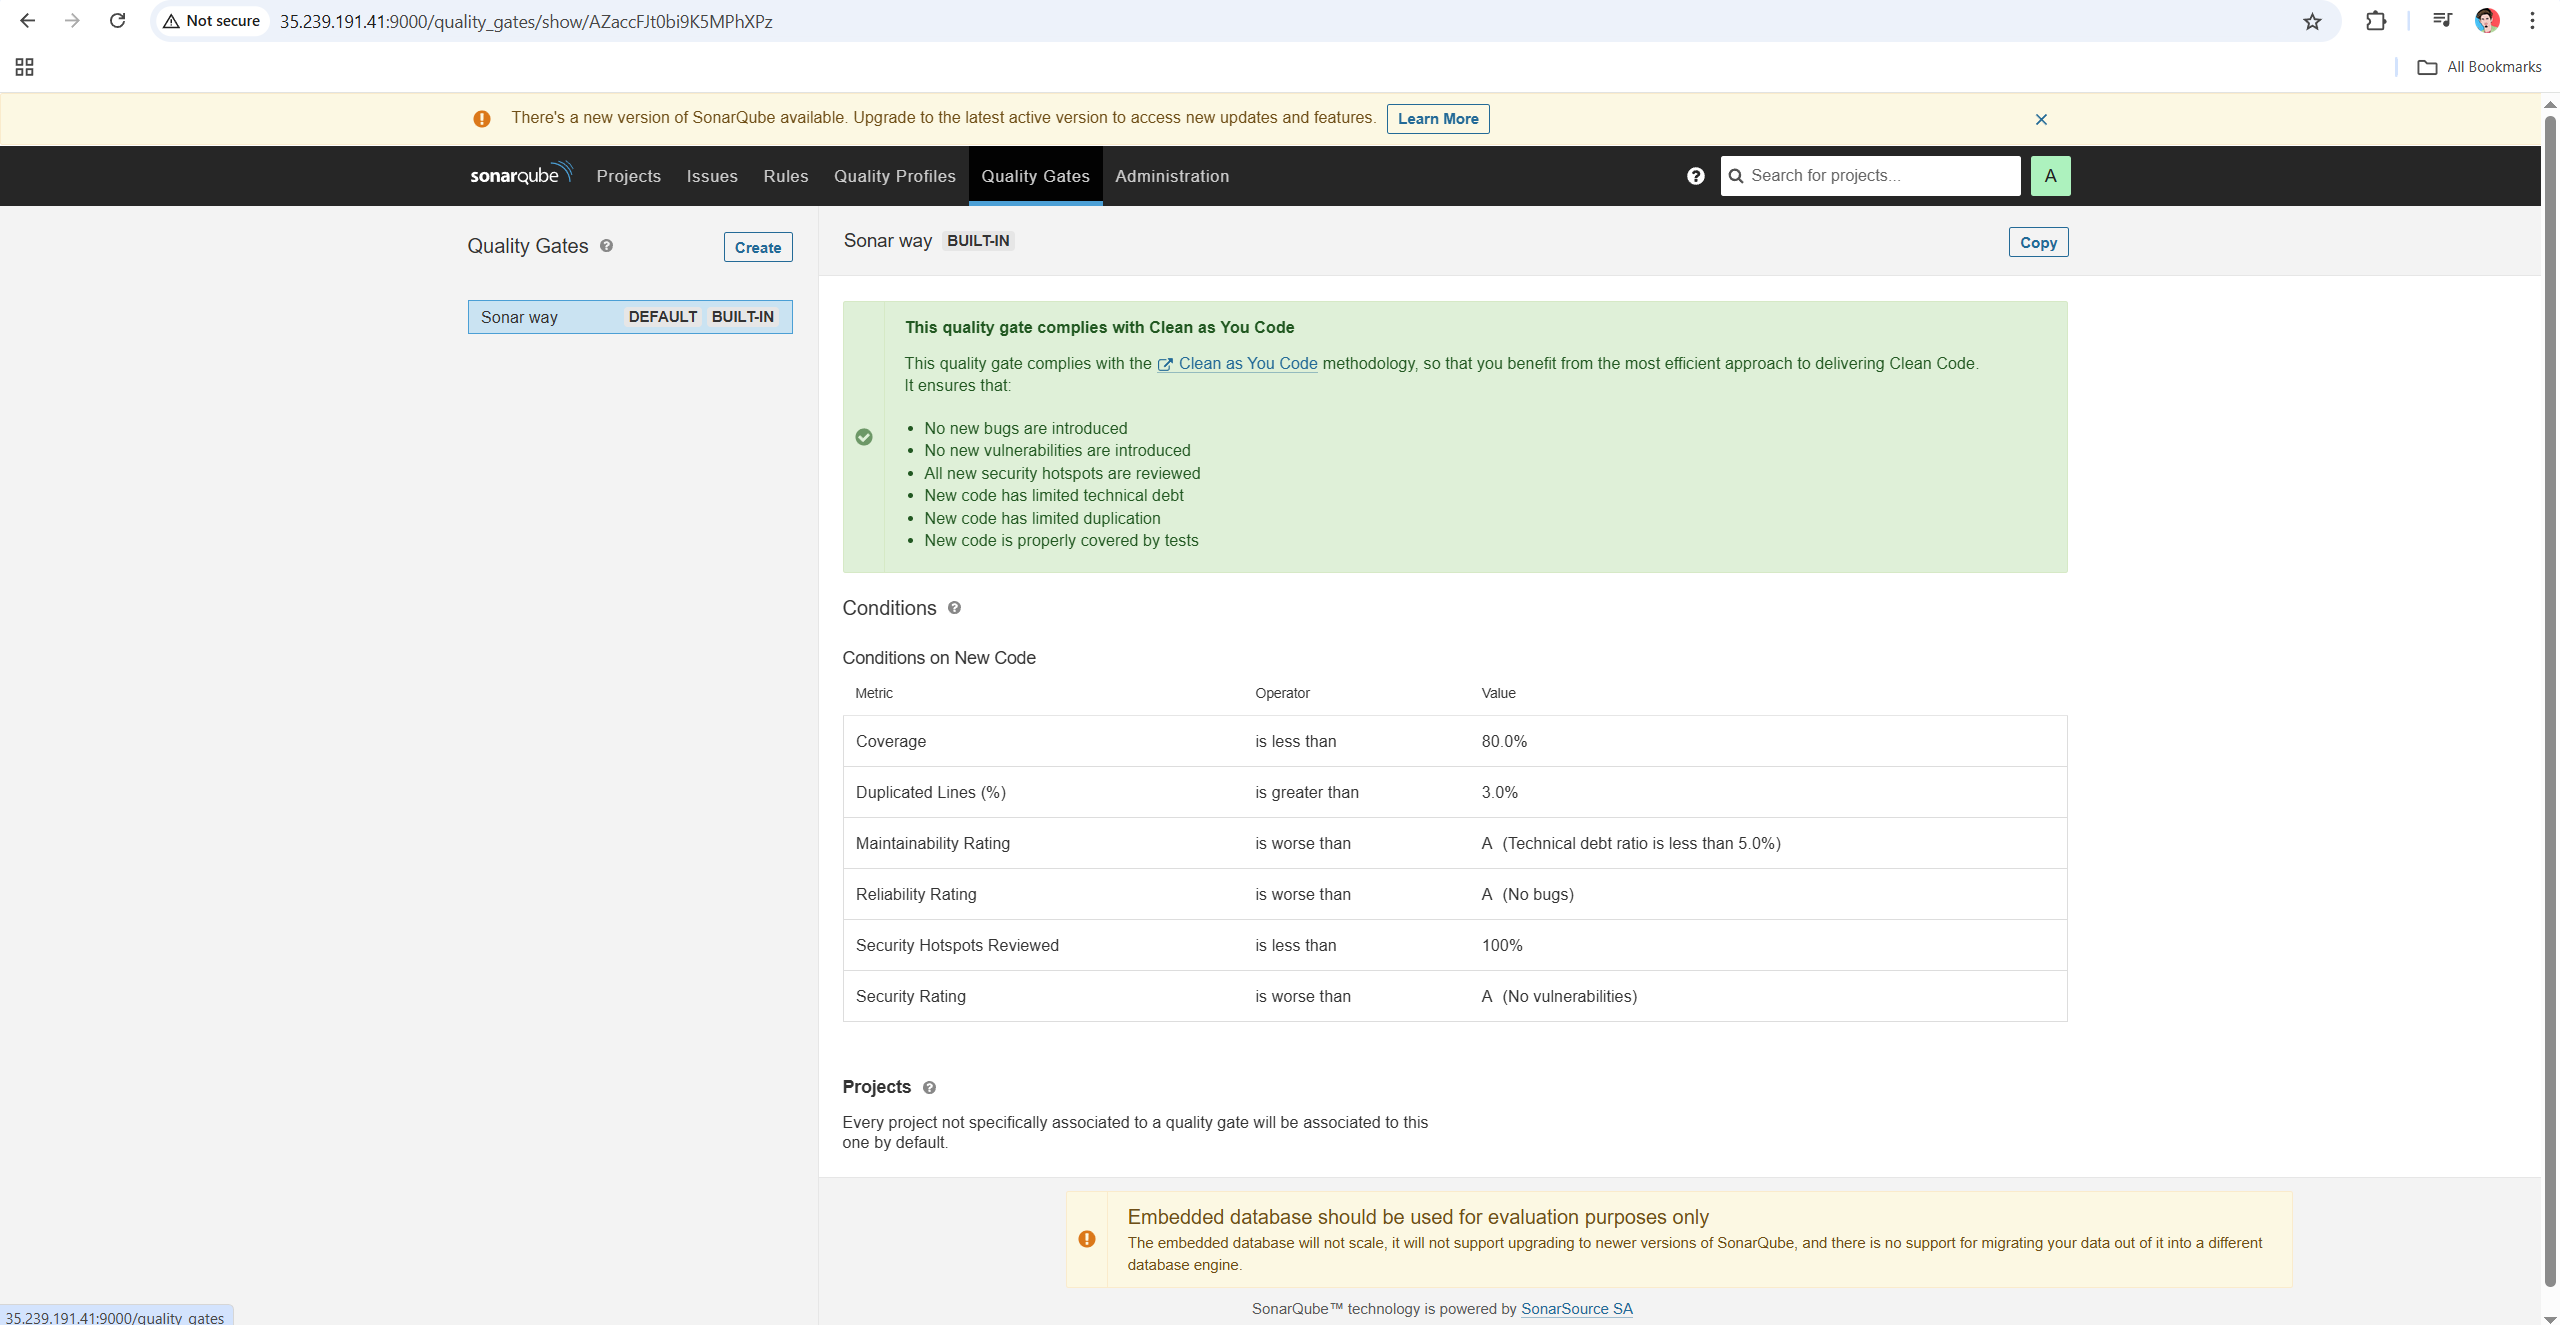 Not secure 35.239.191.41:9000/quality_gates/show/AZaccFJt0bi9K5MPhXPz
All Bookmarks
There's a new version of SonarQube available. Upgrade to the latest active version to access new updates and features. Learn More
sonarqube Projects Issues Rules Quality Profiles Quality Gates Administration Search for projects... A
Quality Gates Create
Sonar way DEFAULT BUILT-IN
Sonar way BUILT-IN Copy
This quality gate complies with Clean as You Code
This quality gate complies with the Clean as You Code methodology, so that you benefit from the most efficient approach to delivering Clean Code.
It ensures that:
• No new bugs are introduced
• No new vulnerabilities are introduced
• All new security hotspots are reviewed
• New code has limited technical debt
• New code has limited duplication
• New code is properly covered by tests
Conditions
Conditions on New Code
Metric Operator Value
Coverage is less than 80.0%
Duplicated Lines (%) is greater than 3.0%
Maintainability Rating is worse than A (Technical debt ratio is less than 5.0%)
Reliability Rating is worse than A (No bugs)
Security Hotspots Reviewed is less than 100%
Security Rating is worse than A (No vulnerabilities)
Projects
Every project not specifically associated to a quality gate will be associated to this
one by default.
Embedded database should be used for evaluation purposes only
The embedded database will not scale, it will not support upgrading to newer versions of SonarQube, and there is no support for migrating your data out of it into a different
database engine.
SonarQube™ technology is powered by SonarSource SA
35.239.191.41:9000/quality_gates